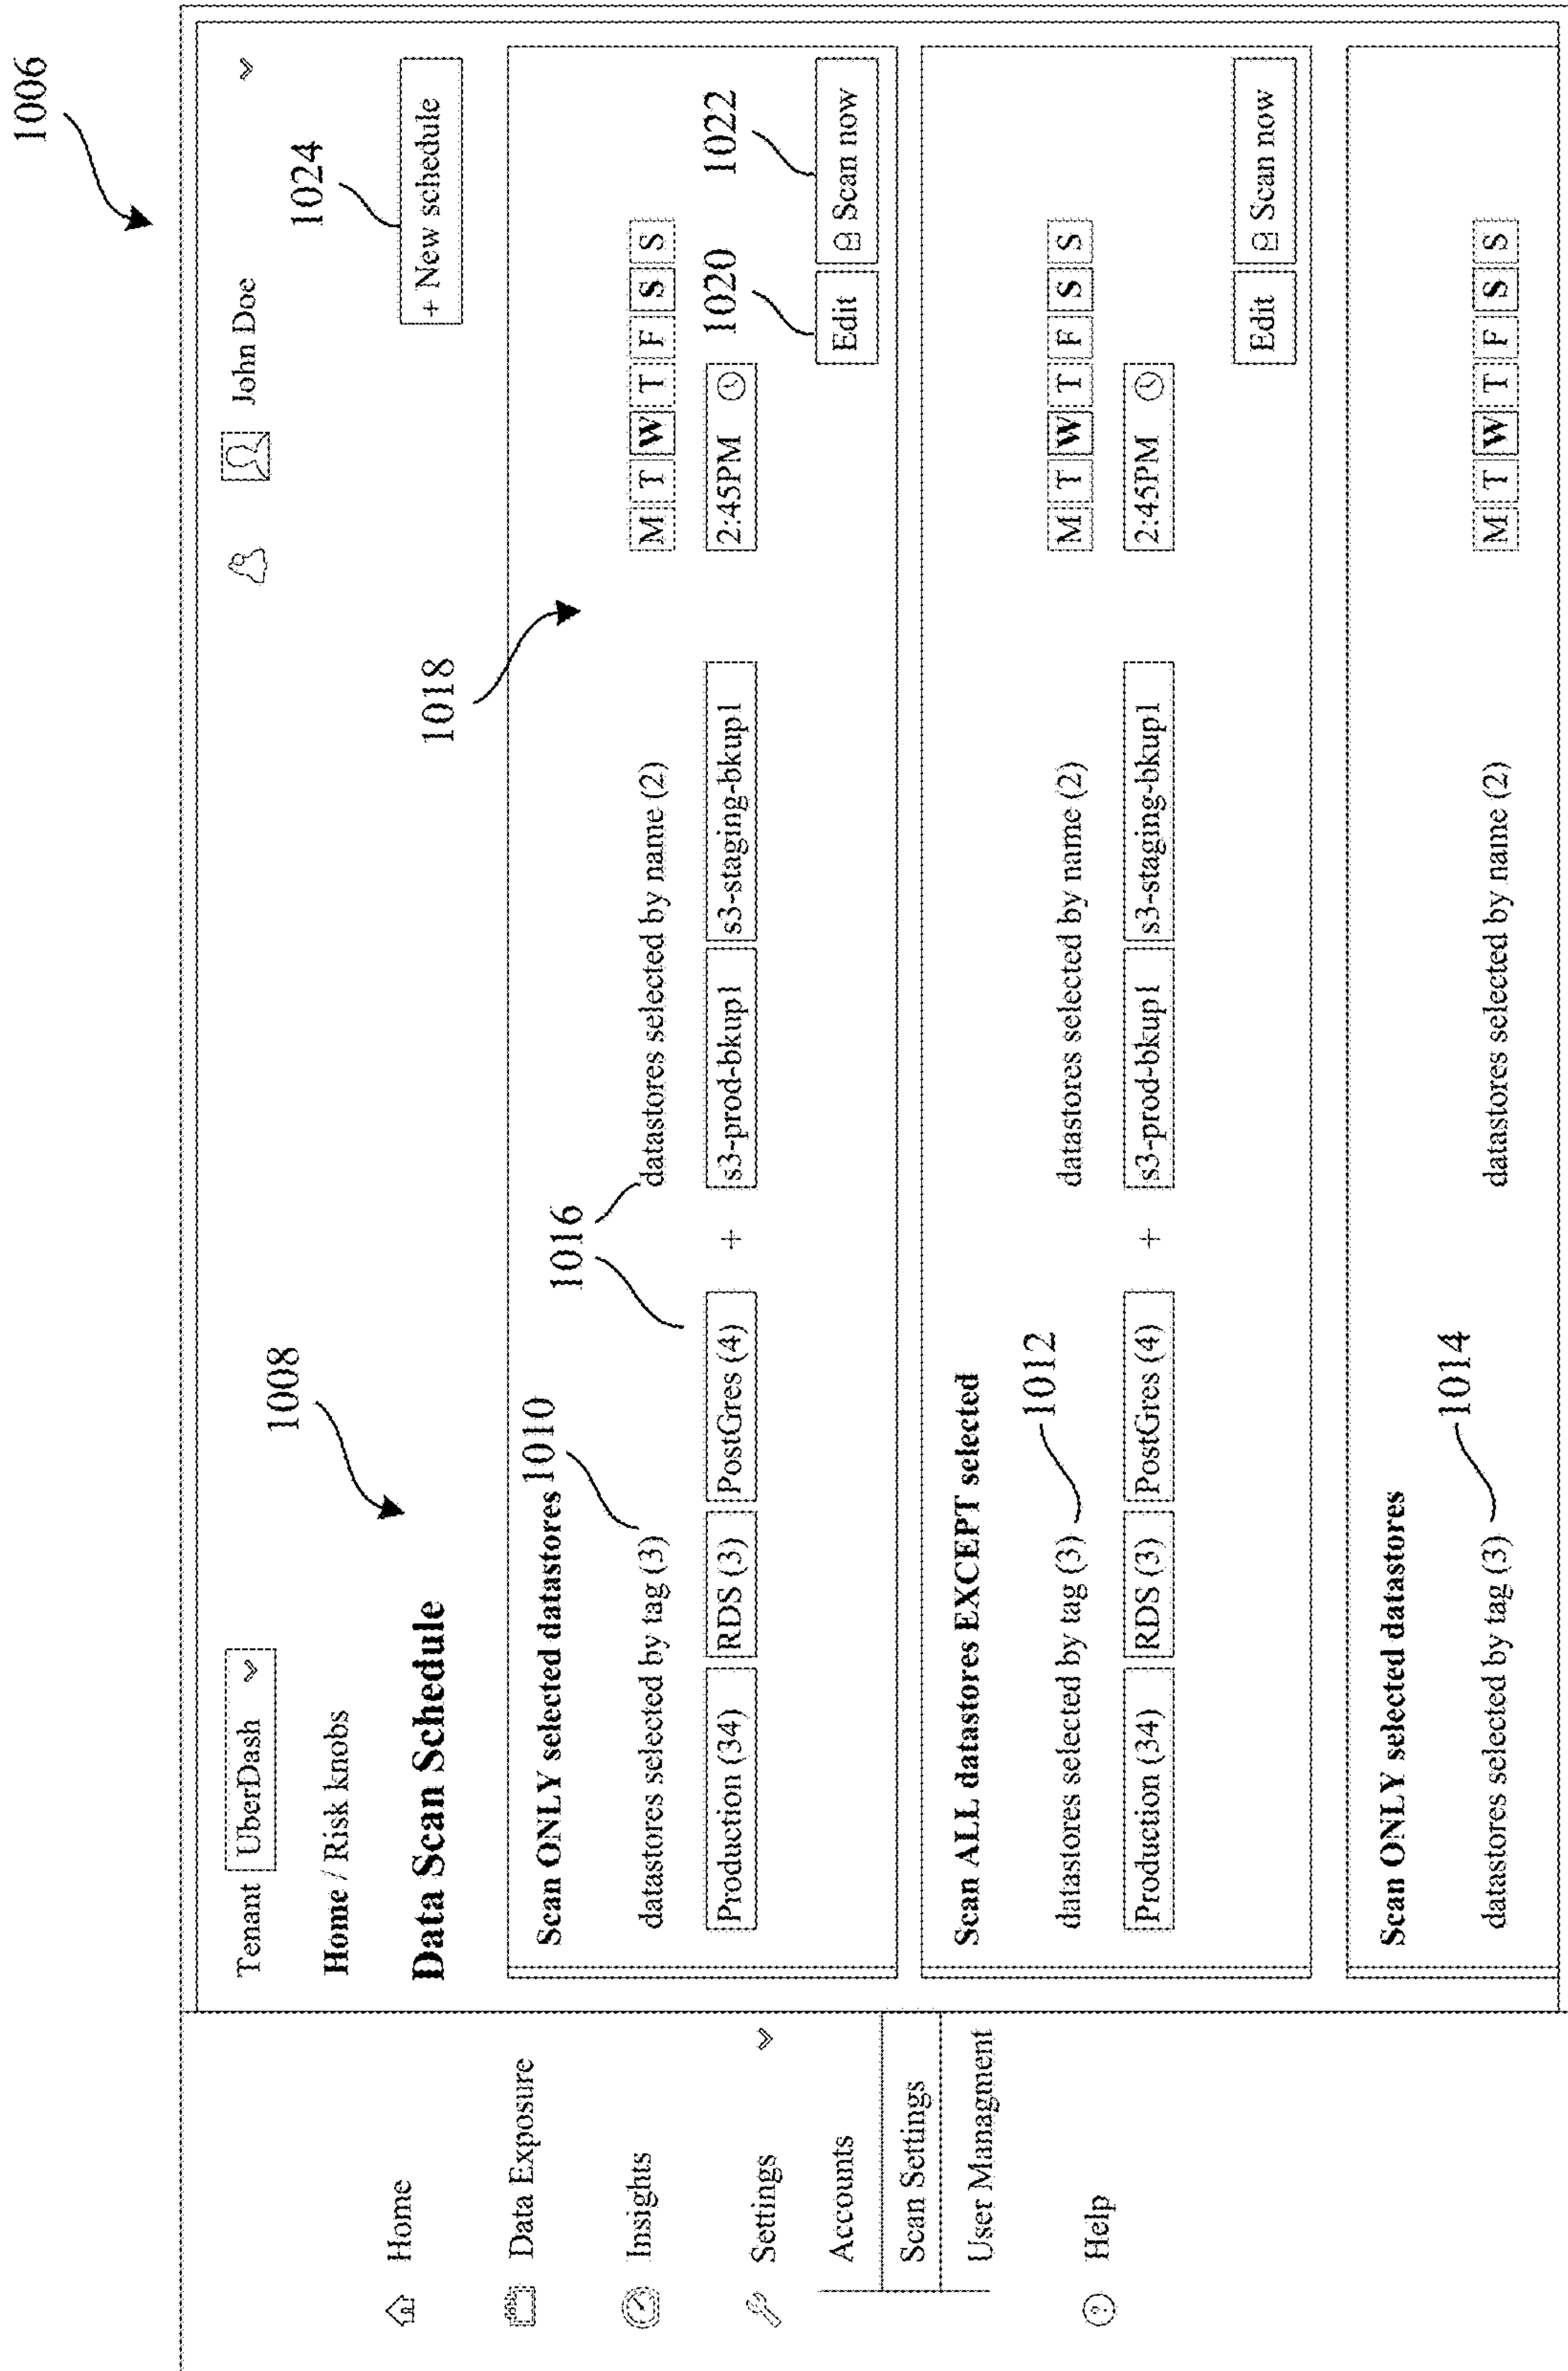 1006
Tenant UberDash John Doe
1008
1024
Home / Risk knobs
Data Scan Schedule
+ New schedule
1018
Scan ONLY selected datastores
1010
1016
datastores selected by tag (3) datastores selected by name (2) M T W T F S S
1020
1022
Production (34) RDS (3) PostGres (4) + s3-prod-bkup1 s3-staging-bkup1 2:45PM
Edit Scan now
Scan ALL datastores EXCEPT selected
1012
datastores selected by tag (3) datastores selected by name (2) M T W T F S S
Production (34) RDS (3) PostGres (4) + s3-prod-bkup1 s3-staging-bkup1 2:45PM
Edit Scan now
Scan ONLY selected datastores
1014
datastores selected by tag (3) datastores selected by name (2) M T W T F S S
Home
Data Exposure
Insights
Settings
Accounts
Scan Settings
User Managment
? Help